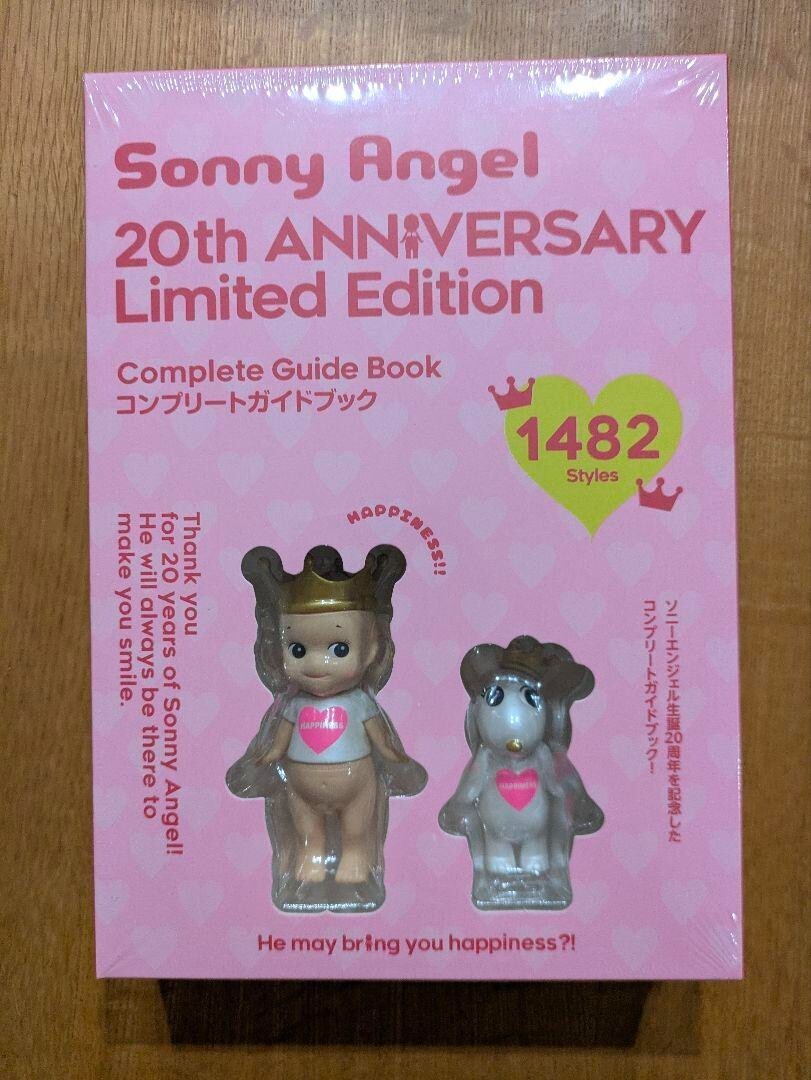 Sonny Angel
20th ANNIVERSARY
Limited Edition
Complete Guide Book
コンプリートガイドブック
1482
Styles
HAPPINESS!!
Thank you
for 20 years of Sonny Angel!
He will always be there to
make you smile.
ソニーエンジェル生誕20周年を記念した
コンプリートガイドブック!
HAPPINESS
HAPPINESS
He may bring you happiness?!